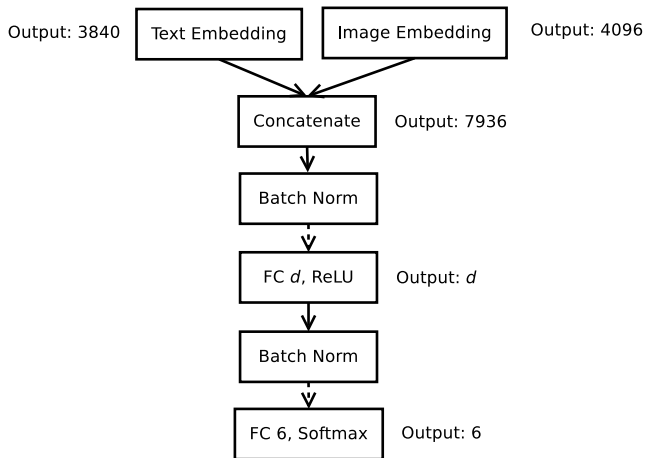 Output: 3840
Text Embedding
Image Embedding
Output: 4096
Concatenate
Output: 7936
Batch Norm
FC d, ReLU
Output: d
Batch Norm
FC 6, Softmax
Output: 6